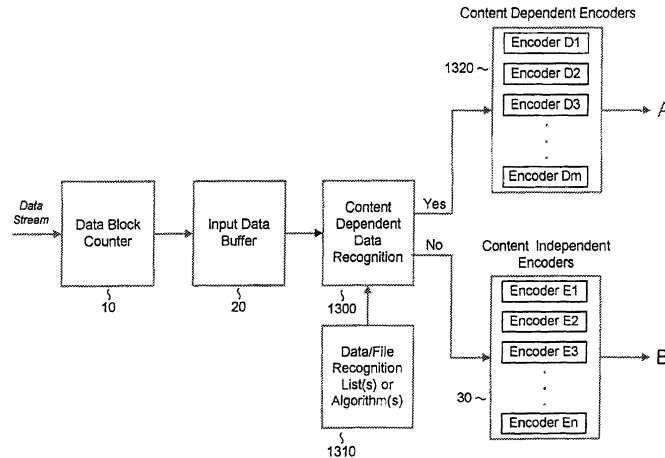 Content Dependent Encoders
Encoder D1
1320
Encoder D2
Encoder D3
Encoder Dm
A
Data
Stream
Data Block
Counter
10
Input Data
Buffer
20
Content
Dependent
Data
Recognition
1300
Yes
No
Data/File
Recognition
List(s) or
Algorithm(s)
1310
Content Independent
Encoders
Encoder E1
Encoder E2
Encoder E3
30
Encoder En
B